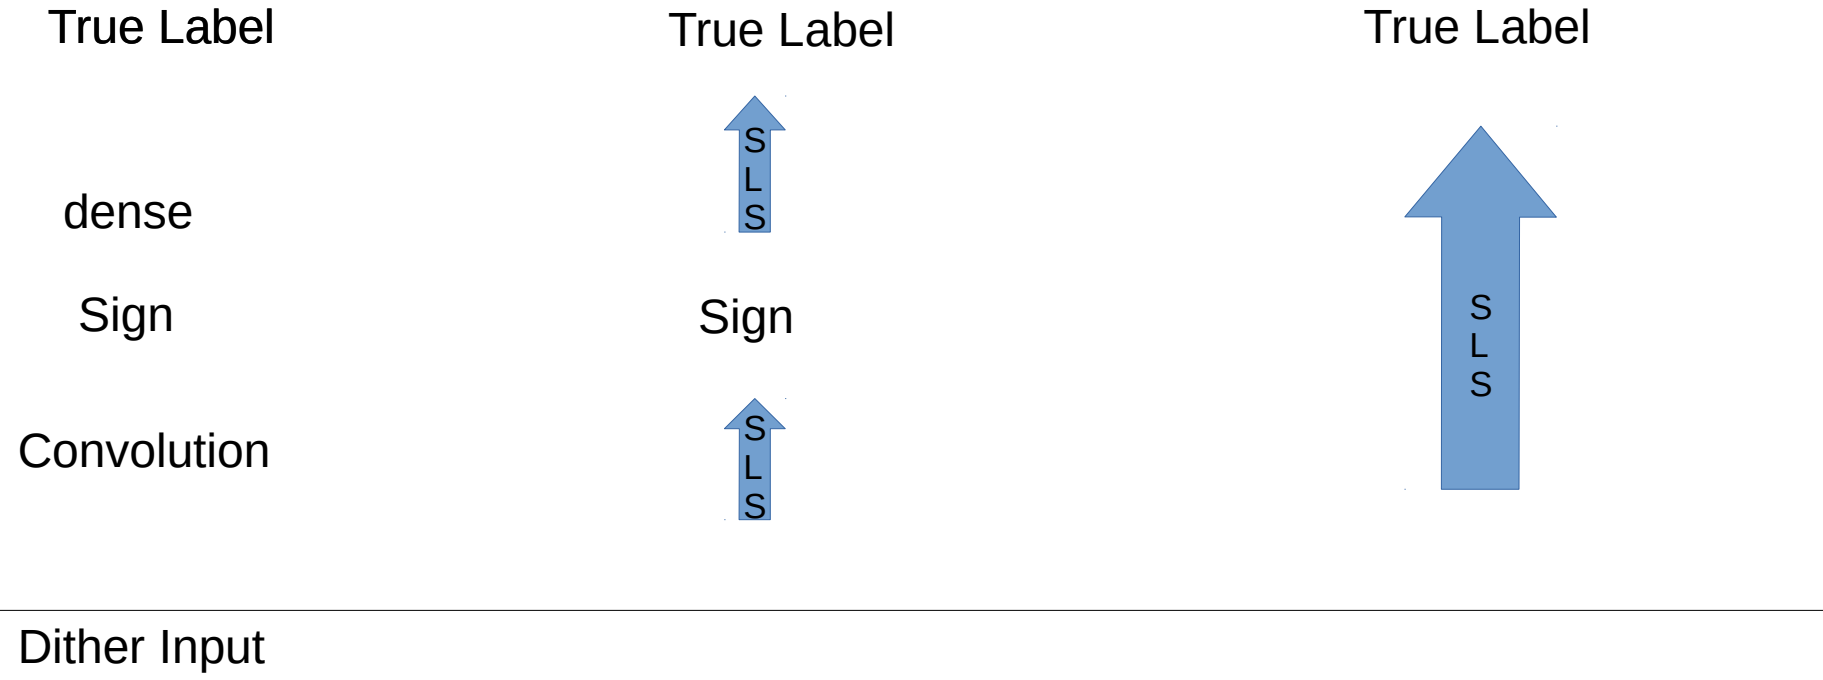 True Label
True Label
True Label
S
L
S
dense
Sign
Sign
S
L
S
Convolution
S
L
S
Dither Input